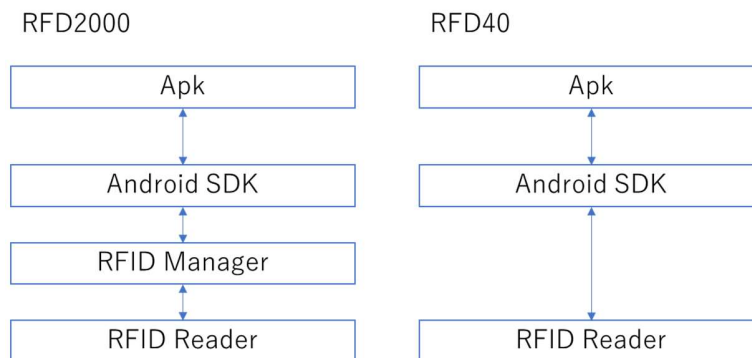 RFD2000
Apk
Android SDK
RFID Manager
RFID Reader
RFD40
Apk
Android SDK
RFID Reader